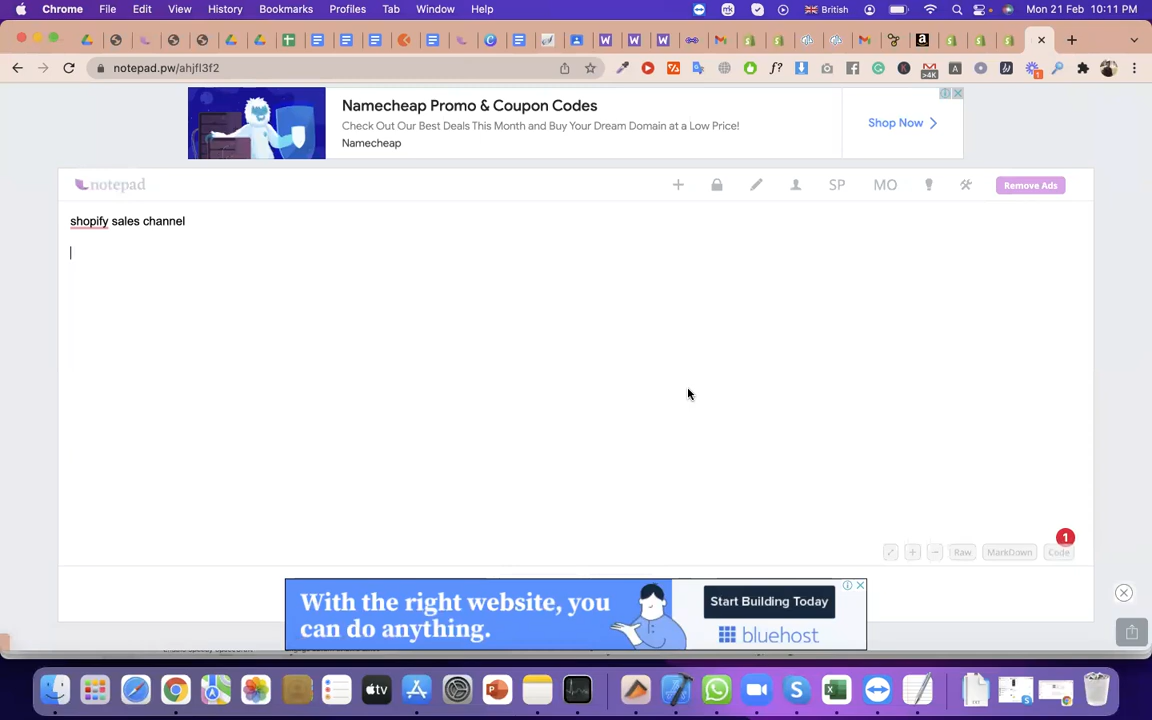 Chrome File Edit View History Bookmarks Profiles Tab Window Help British Mon 21 Feb 10:11 PM
notepad.pw/ahjfl3f2
>4K
1
Namecheap Promo & Coupon Codes
Check Out Our Best Deals This Month and Buy Your Dream Domain at a Low Price!
Namecheap
Shop Now
notepad
SP MO
Remove Ads
shopify sales channel
1
Raw MarkDown Code
With the right website, you
can do anything.
Start Building Today
bluehost
tv